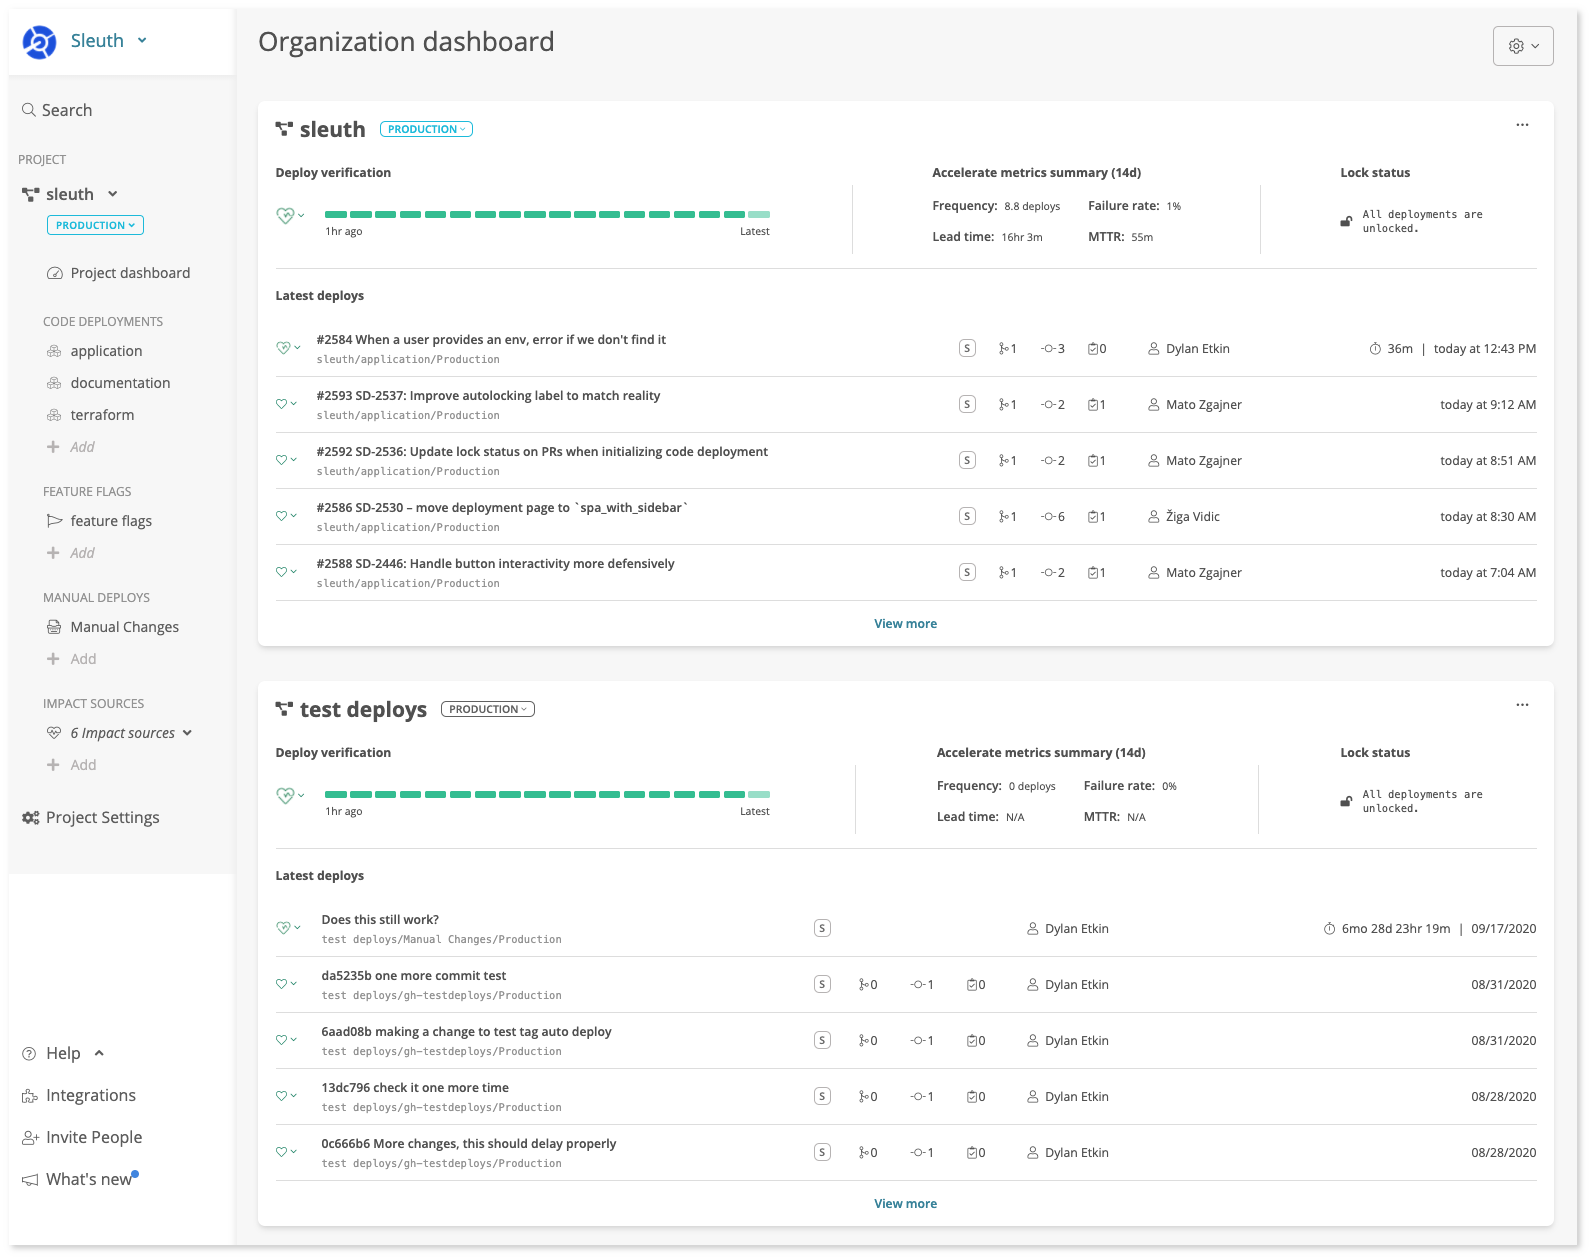 Sleuth
Search
PROJECT
sleuth
PRODUCTION
Project dashboard
CODE DEPLOYMENTS
application
documentation
terraform
Add
FEATURE FLAGS
feature flags
Add
MANUAL DEPLOYS
Manual Changes
Add
IMPACT SOURCES
6 Impact sources
Add
Project Settings
Help
Integrations
Invite People
What's new
Organization dashboard
sleuth PRODUCTION
Deploy verification
1hr ago Latest
Accelerate metrics summary (14d)
Frequency: 8.8 deploys Failure rate: 1%
Lead time: 16hr 3m MTTR: 55m
Lock status
All deployments are
unlocked.
Latest deploys
#2584 When a user provides an env, error if we don't find it
sleuth/application/Production
S 1 3 0 Dylan Etkin 36m | today at 12:43 PM
#2593 SD-2537: Improve autolocking label to match reality
sleuth/application/Production
S 1 2 1 Mato Zgajner today at 9:12 AM
#2592 SD-2536: Update lock status on PRs when initializing code deployment
sleuth/application/Production
S 1 2 1 Mato Zgajner today at 8:51 AM
#2586 SD-2530 – move deployment page to `spa_with_sidebar`
sleuth/application/Production
S 1 6 1 Žiga Vidic today at 8:30 AM
#2588 SD-2446: Handle button interactivity more defensively
sleuth/application/Production
S 1 2 1 Mato Zgajner today at 7:04 AM
View more
test deploys PRODUCTION
Deploy verification
1hr ago Latest
Accelerate metrics summary (14d)
Frequency: 0 deploys Failure rate: 0%
Lead time: N/A MTTR: N/A
Lock status
All deployments are
unlocked.
Latest deploys
Does this still work?
test deploys/Manual Changes/Production
S Dylan Etkin 6mo 28d 23hr 19m | 09/17/2020
da5235b one more commit test
test deploys/gh-testdeploys/Production
S 0 1 0 Dylan Etkin 08/31/2020
6aad08b making a change to test tag auto deploy
test deploys/gh-testdeploys/Production
S 0 1 0 Dylan Etkin 08/31/2020
13dc796 check it one more time
test deploys/gh-testdeploys/Production
S 0 1 0 Dylan Etkin 08/28/2020
0c666b6 More changes, this should delay properly
test deploys/gh-testdeploys/Production
S 0 1 0 Dylan Etkin 08/28/2020
View more